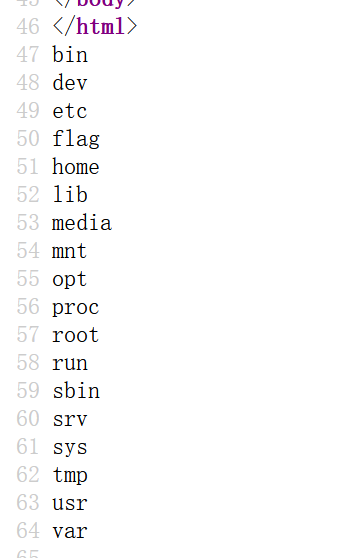 45 </body>
46 </html>
47 bin
48 dev
49 etc
50 flag
51 home
52 lib
53 media
54 mnt
55 opt
56 proc
57 root
58 run
59 sbin
60 srv
61 sys
62 tmp
63 usr
64 var
65